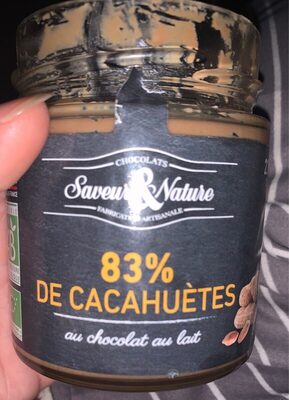 CHOCOLATS
Saveurs & Nature
FABRICATION ARTISANALE
83%
DE CACAHUÈTES
au chocolat au lait